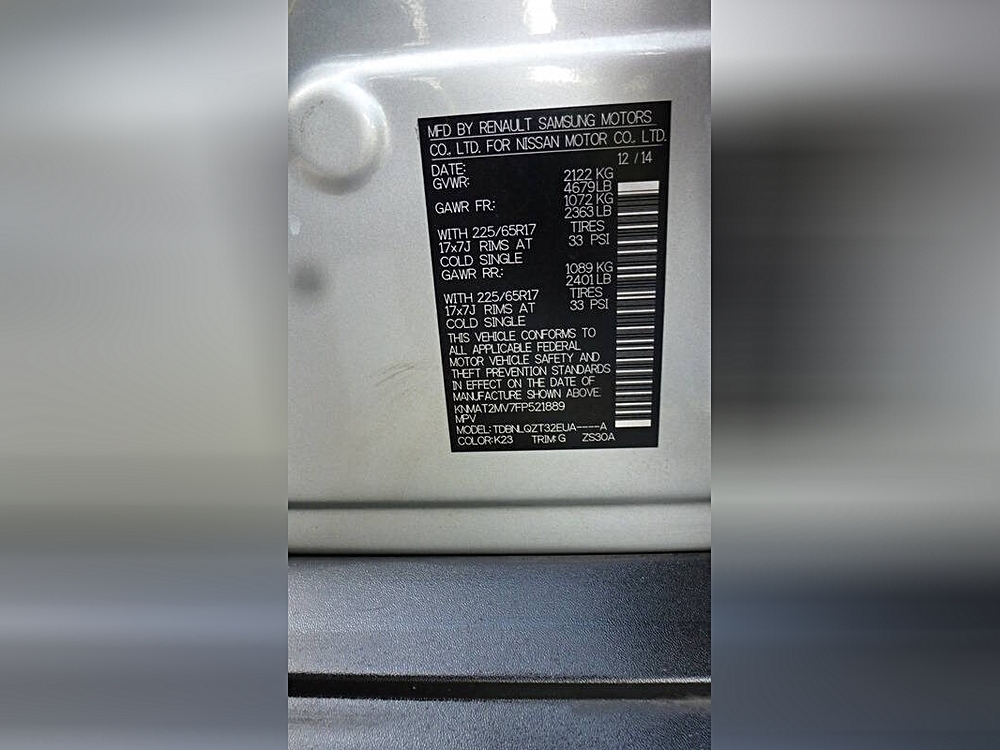 MFD BY RENAULT SAMSUNG MOTORS
CO., LTD. FOR NISSAN MOTOR CO., LTD.
DATE: 12 / 14
GVWR: 2122 KG
4679LB
GAWR FR.: 1072 KG
2363 LB
WITH 225/65R17 TIRES
17x7J RIMS AT 33 PSI
COLD SINGLE
GAWR RR.: 1089 KG
2401 LB
WITH 225/65R17 TIRES
17x7J RIMS AT 33 PSI
COLD SINGLE
THIS VEHICLE CONFORMS TO
ALL APPLICABLE FEDERAL
MOTOR VEHICLE SAFETY AND
THEFT PREVENTION STANDARDS
IN EFFECT ON THE DATE OF
MANUFACTURE SHOWN ABOVE.
KNMAT2MV7FP521889
MPV
MODEL:TDBNLQZT32EUA----A
COLOR:K23 TRIM:G ZS30A